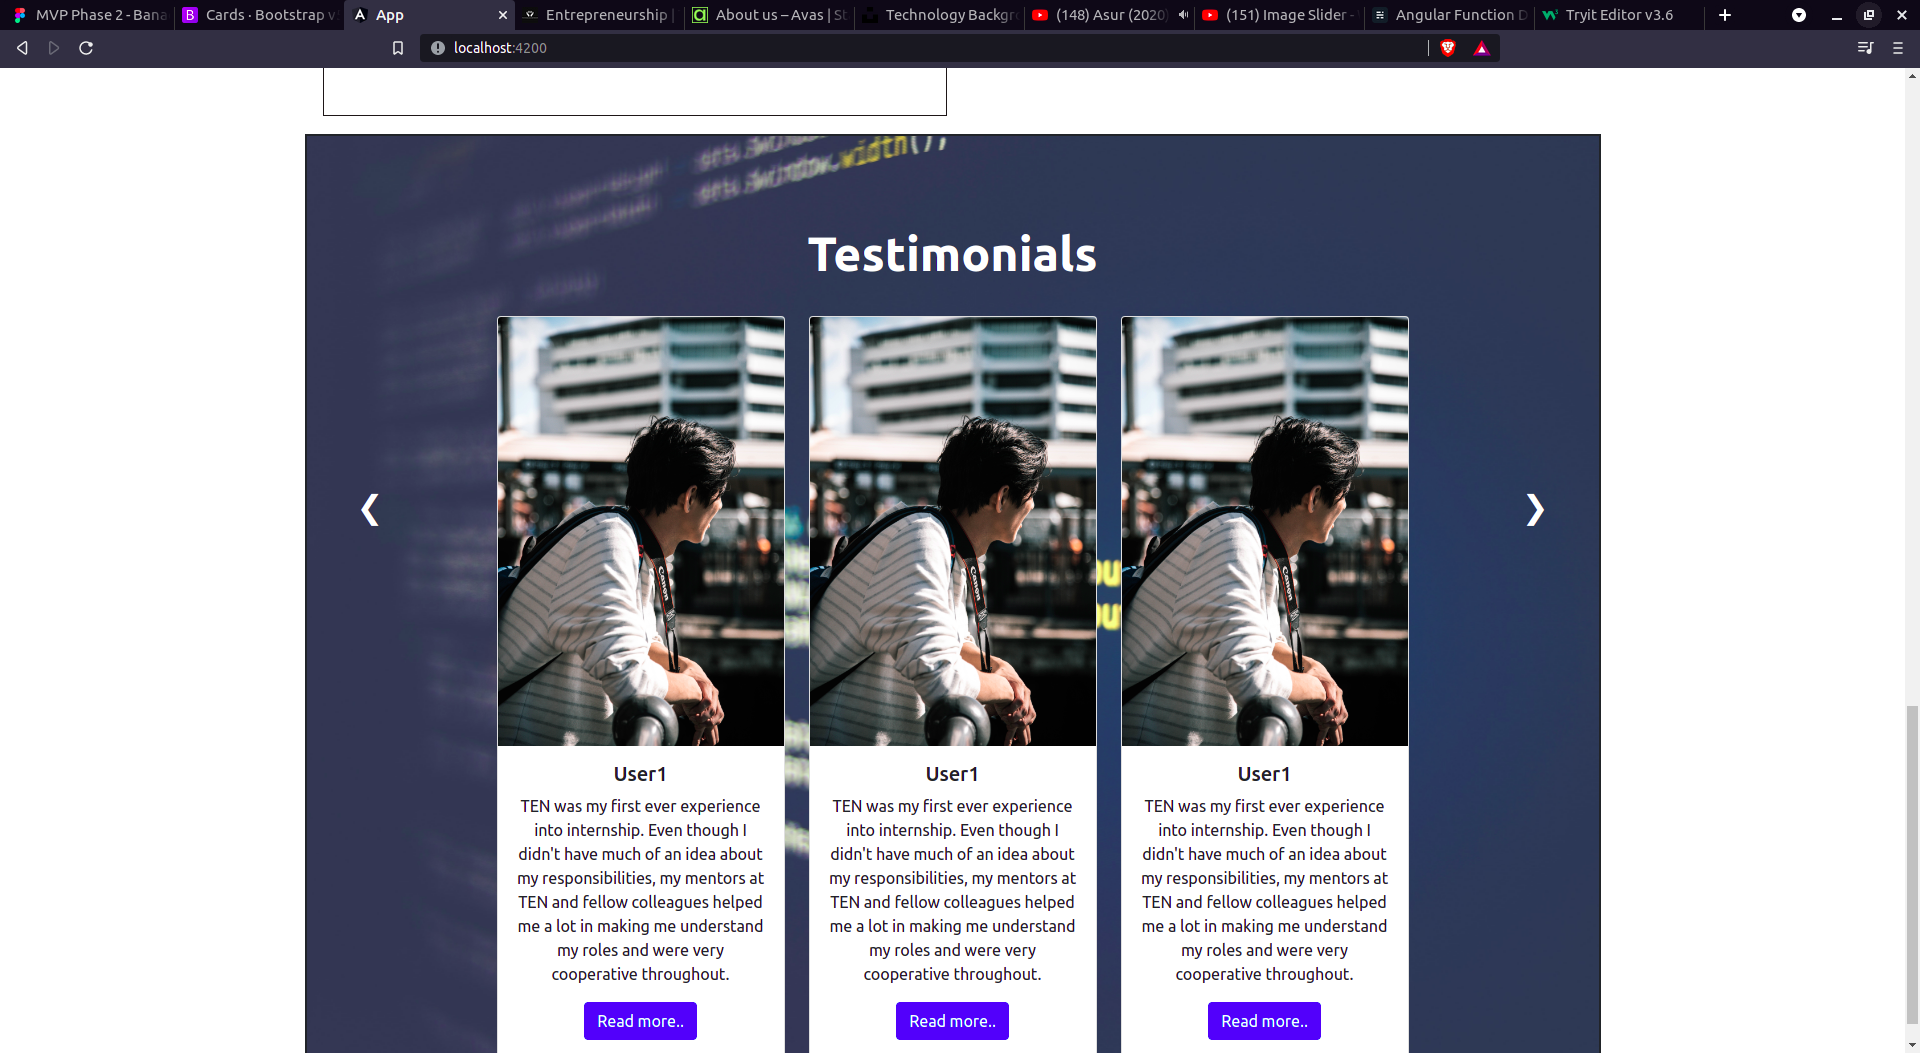 MVP Phase 2 - Bana
Cards · Bootstrap v
App
Entrepreneurship |
About us – Avas | St
Technology Backgro
(148) Asur (2020)
(151) Image Slider -
Angular Function D
Tryit Editor v3.6
localhost:4200
gets.$window.width();
Testimonials
❮
❯
Canon
Canon
Canon
User1
TEN was my first ever experience
into internship. Even though I
didn't have much of an idea about
my responsibilities, my mentors at
TEN and fellow colleagues helped
me a lot in making me understand
my roles and were very
cooperative throughout.
Read more..
User1
TEN was my first ever experience
into internship. Even though I
didn't have much of an idea about
my responsibilities, my mentors at
TEN and fellow colleagues helped
me a lot in making me understand
my roles and were very
cooperative throughout.
Read more..
User1
TEN was my first ever experience
into internship. Even though I
didn't have much of an idea about
my responsibilities, my mentors at
TEN and fellow colleagues helped
me a lot in making me understand
my roles and were very
cooperative throughout.
Read more..